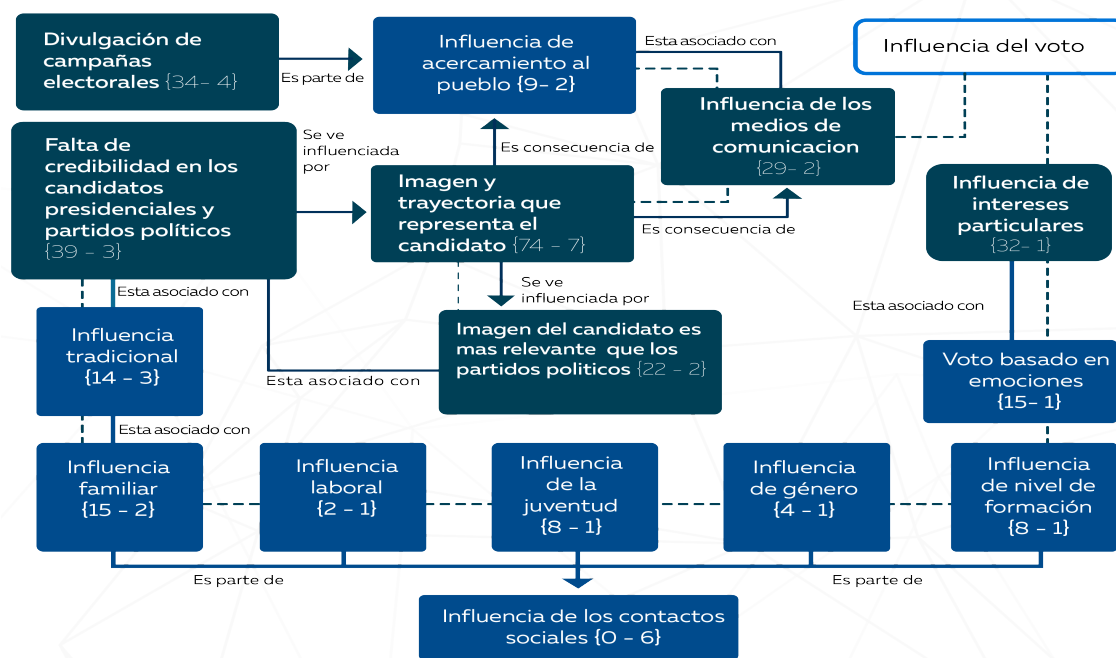 Divulgación de
campañas
electorales {34- 4}
Es parte de
Influencia de
acercamiento al
pueblo {9- 2}
Esta asociado con
Influencia del voto
Influencia de los
medios de
comunicacion
{29- 2}
Falta de
credibilidad en los
candidatos
presidenciales y
partidos políticos
{39 - 3}
Se ve
influenciada
por
Es consecuencia de
Imagen y
trayectoria que
representa el
candidato {74 - 7}
Es consecuencia de
Influencia de
intereses
particulares
{32- 1}
Se ve
influenciada por
Esta asociado con
Esta asociado con
Influencia
tradicional
{14 - 3}
Imagen del candidato es
mas relevante que los
partidos politicos {22 - 2}
Esta asociado con
Voto basado en
emociones
{15- 1}
Esta asociado con
Influencia
familiar
{15 - 2}
Influencia
laboral
{2 - 1}
Influencia
de la
juventud
{8 - 1}
Influencia
de género
{4 - 1}
Influencia
de nivel de
formación
{8 - 1}
Es parte de
Es parte de
Influencia de los contactos
sociales {0 - 6}